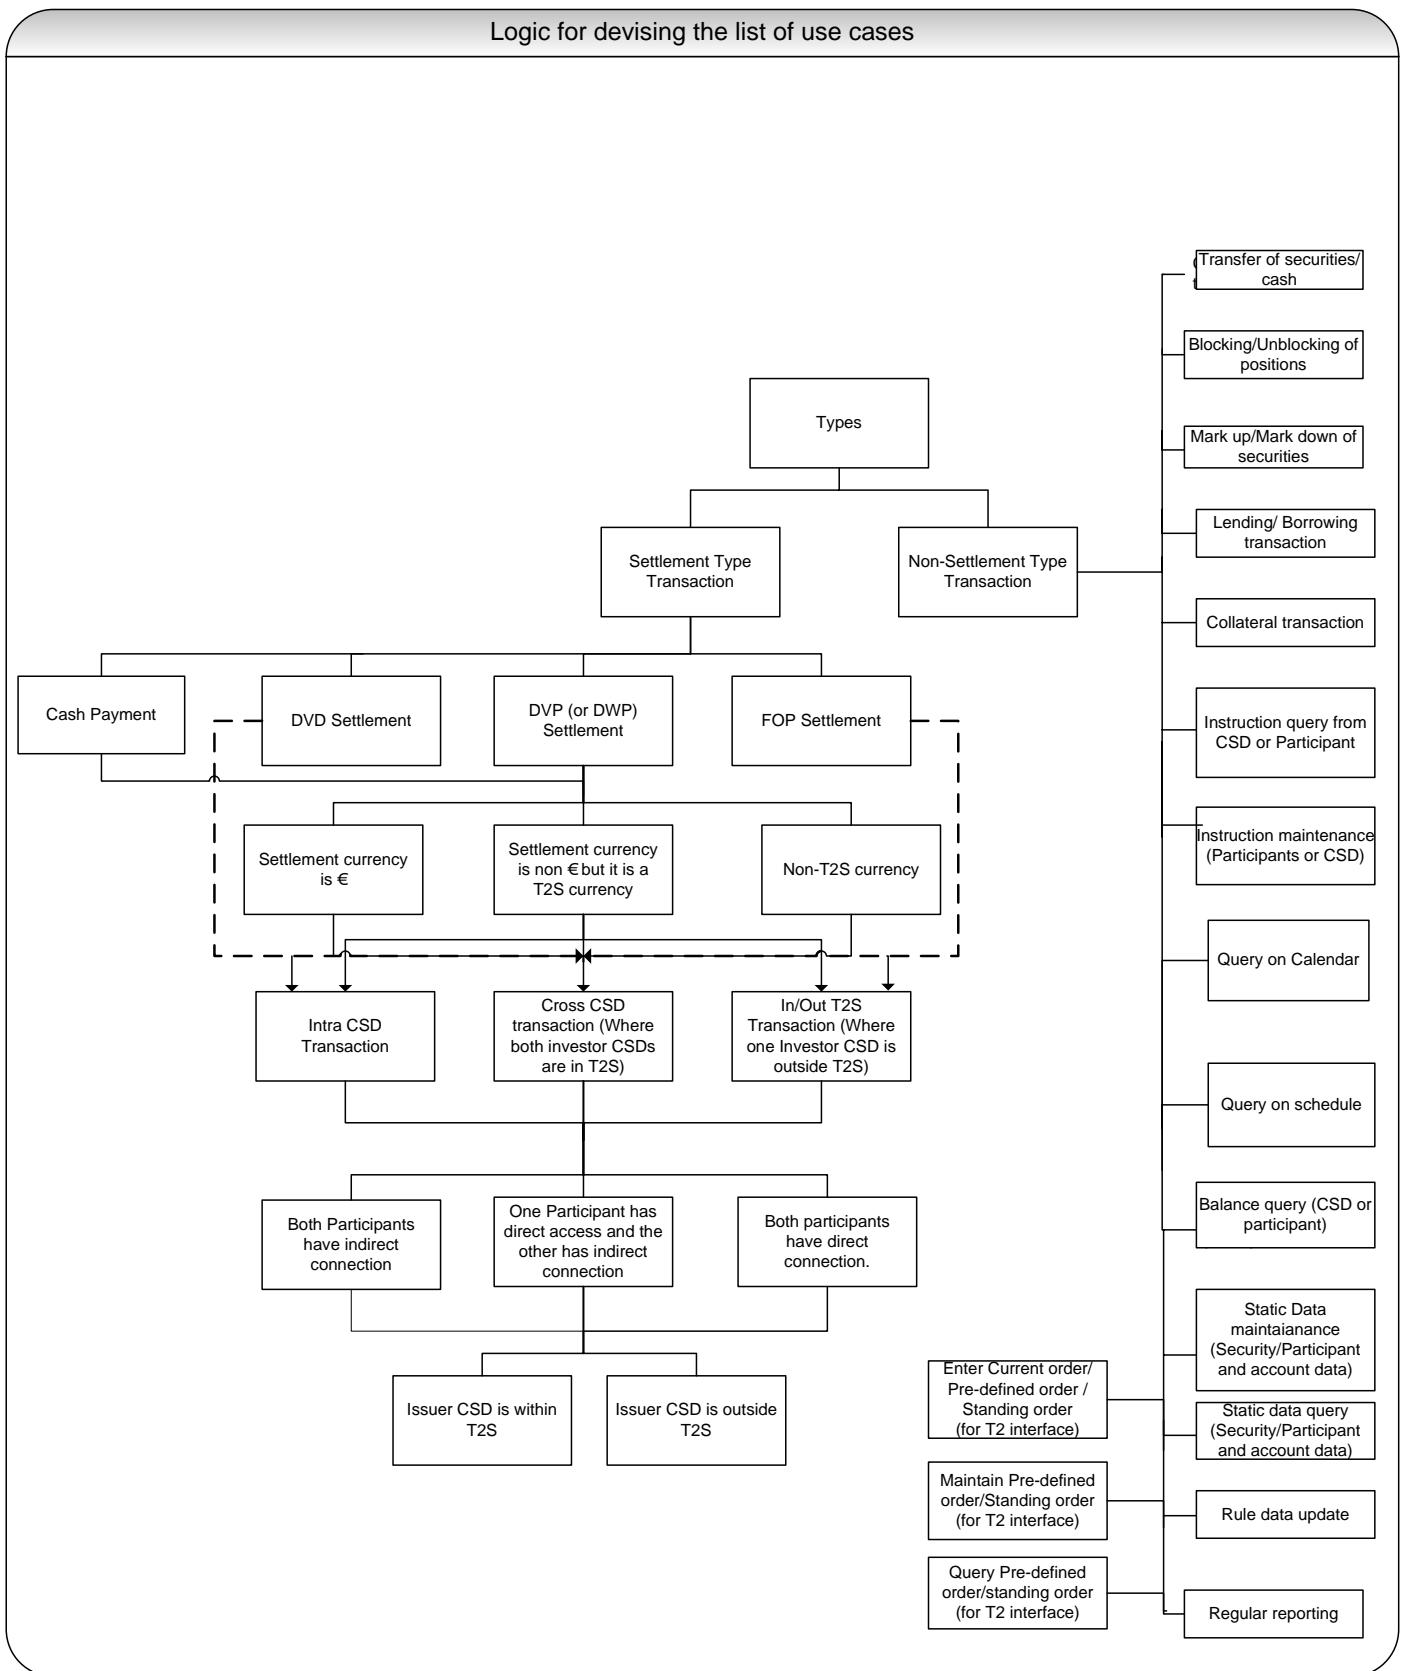 Logic for devising the list of use cases
Transfer of securities/
cash
Blocking/Unblocking of
positions
Types
Mark up/Mark down of
securities
Lending/ Borrowing
transaction
Settlement Type
Transaction
Non-Settlement Type
Transaction
Collateral transaction
Cash Payment
DVD Settlement
DVP (or DWP)
Settlement
FOP Settlement
Instruction query from
CSD or Participant
Settlement currency
is €
Settlement currency
is non € but it is a
T2S currency
Non-T2S currency
Instruction maintenance
(Participants or CSD)
Query on Calendar
Intra CSD
Transaction
Cross CSD
transaction (Where
both investor CSDs
are in T2S)
In/Out T2S
Transaction (Where
one Investor CSD is
outside T2S)
Query on schedule
Both Participants
have indirect
connection
One Participant has
direct access and the
other has indirect
connection
Both participants
have direct
connection.
Balance query (CSD or
participant)
Static Data
maintaianance
(Security/Participant
and account data)
Issuer CSD is within
T2S
Issuer CSD is outside
T2S
Enter Current order/
Pre-defined order /
Standing order
(for T2 interface)
Static data query
(Security/Participant
and account data)
Maintain Pre-defined
order/Standing order
(for T2 interface)
Rule data update
Query Pre-defined
order/standing order
(for T2 interface)
Regular reporting